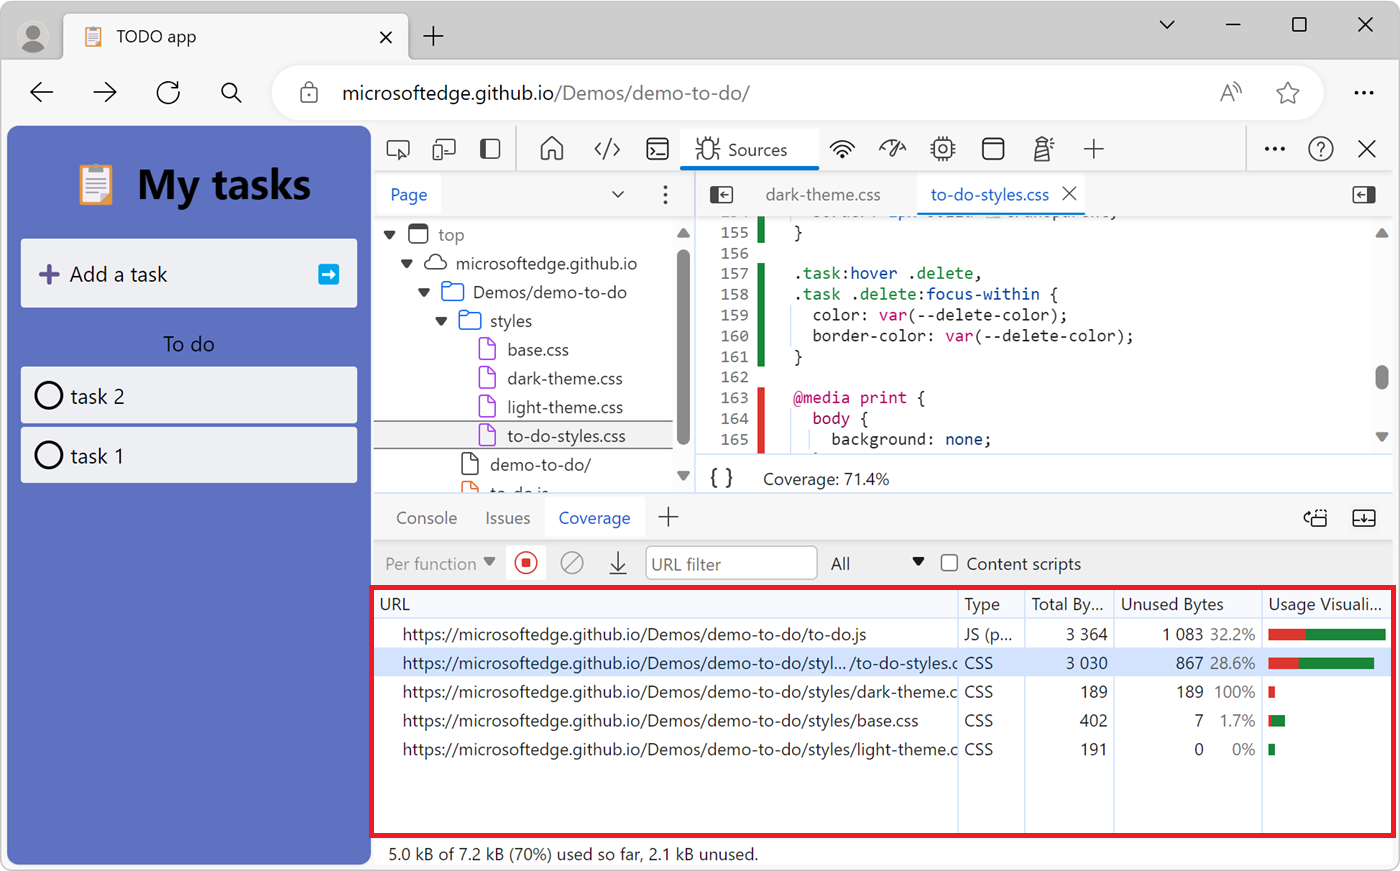 TODO app
microsoftedge.github.io/Demos/demo-to-do/
My tasks
Add a task
To do
task 2
task 1
Sources
Page
top
microsoftedge.github.io
Demos/demo-to-do
styles
base.css
dark-theme.css
light-theme.css
to-do-styles.css
demo-to-do/
to-do.js
dark-theme.css
to-do-styles.css
155 }
156
157 .task:hover .delete,
158 .task .delete:focus-within {
159 color: var(--delete-color);
160 border-color: var(--delete-color);
161 }
162
163 @media print {
164 body {
165 background: none;
{ } Coverage: 71.4%
Console Issues Coverage
Per function URL filter All Content scripts
URL Type Total By... Unused Bytes Usage Visuali...
https://microsoftedge.github.io/Demos/demo-to-do/to-do.js JS (p... 3 364 1 083 32.2%
https://microsoftedge.github.io/Demos/demo-to-do/styl... /to-do-styles.c CSS 3 030 867 28.6%
https://microsoftedge.github.io/Demos/demo-to-do/styles/dark-theme.c CSS 189 189 100%
https://microsoftedge.github.io/Demos/demo-to-do/styles/base.css CSS 402 7 1.7%
https://microsoftedge.github.io/Demos/demo-to-do/styles/light-theme.c CSS 191 0 0%
5.0 kB of 7.2 kB (70%) used so far, 2.1 kB unused.